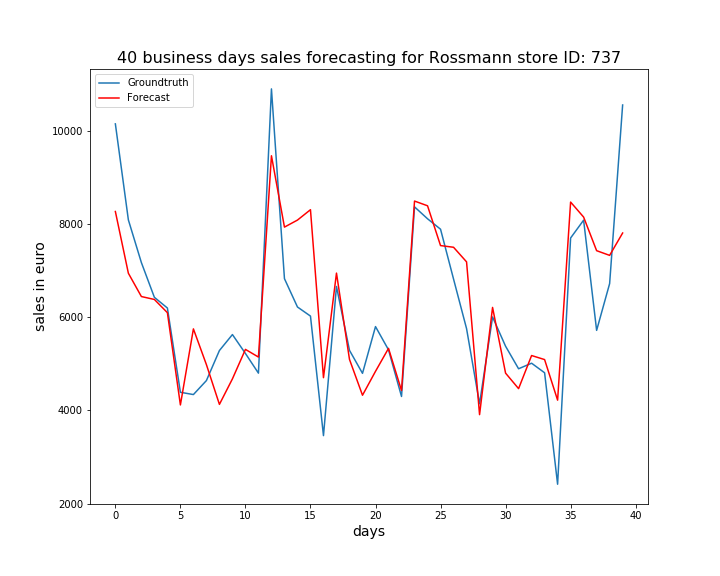 40 business days sales forecasting for Rossmann store ID: 737
Groundtruth
Forecast
10000
8000
6000
4000
2000
sales in euro
0 5 10 15 20 25 30 35 40
days